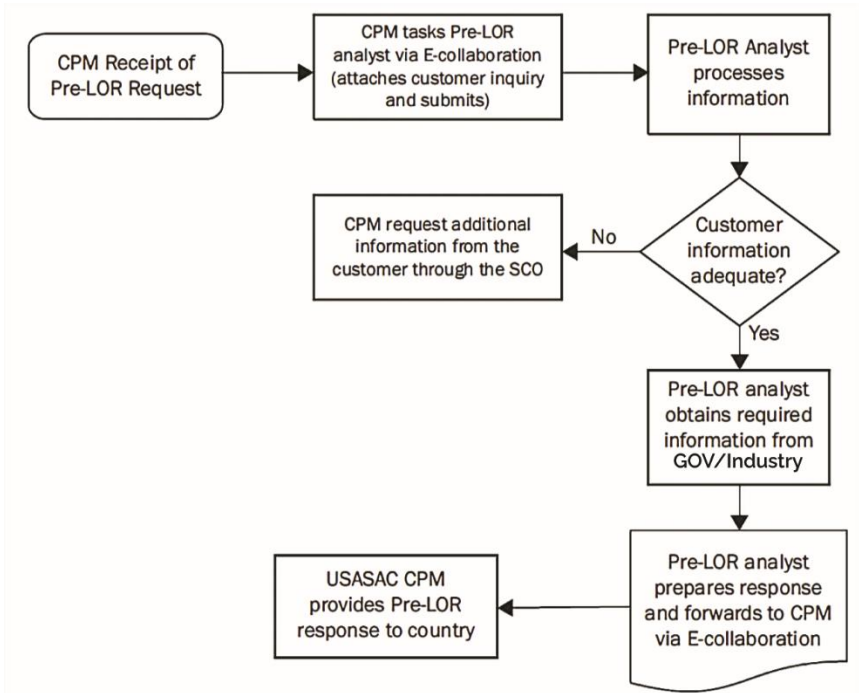 CPM Receipt of
Pre-LOR Request
CPM tasks Pre-LOR
analyst via E-collaboration
(attaches customer inquiry
and submits)
Pre-LOR Analyst
processes
information
Customer
information
adequate?
No
CPM request additional
information from the
customer through the SCO
Yes
Pre-LOR analyst
obtains required
information from
GOV/Industry
Pre-LOR analyst
prepares response
and forwards to CPM
via E-collaboration
USASAC CPM
provides Pre-LOR
response to country